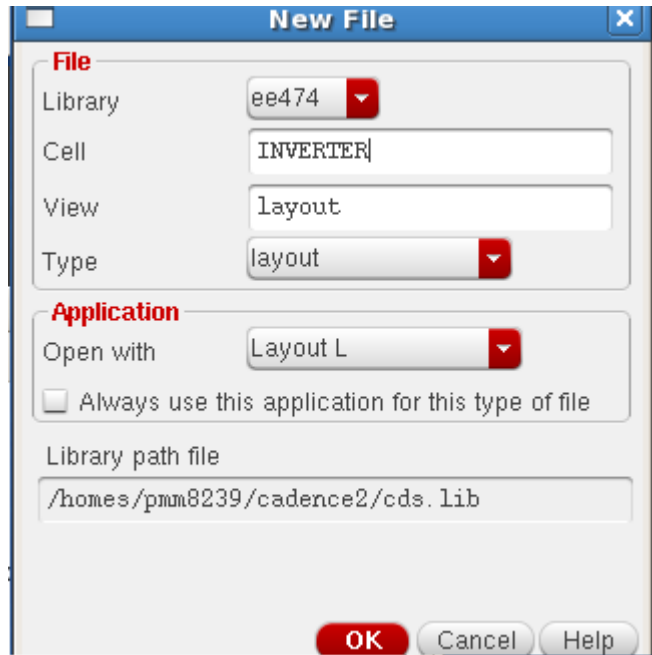 New File
File
Library ee474
Cell INVERTER
View layout
Type layout
Application
Open with Layout L
Always use this application for this type of file
Library path file
/homes/pmm8239/cadence2/cds.lib
OK Cancel Help